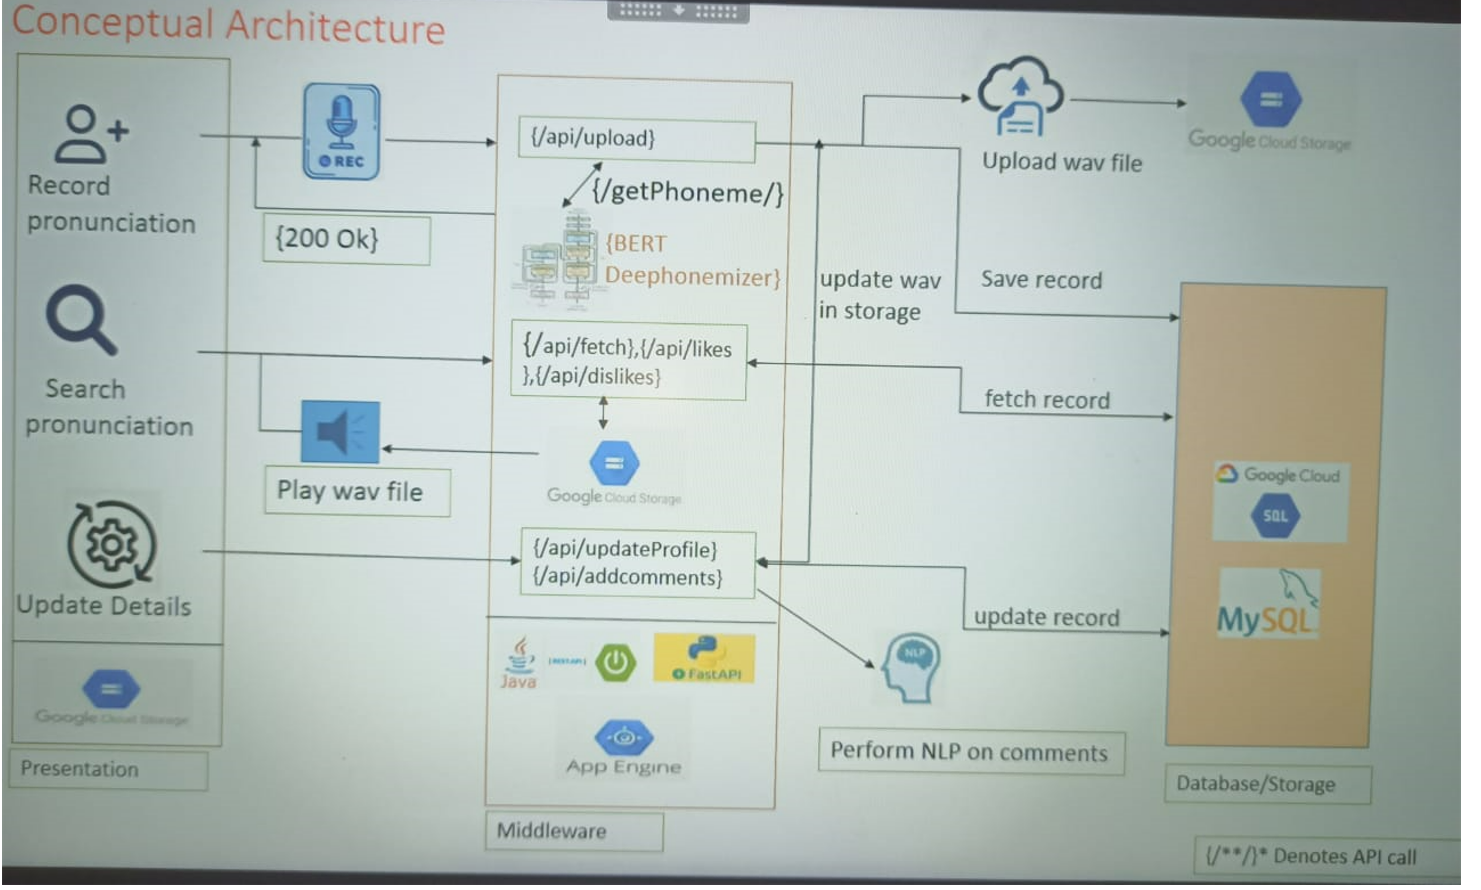 Conceptual Architecture
Record
pronunciation
REC
{200 Ok}
Search
pronunciation
Play wav file
Update Details
Google Cloud Storage
Presentation
{/api/upload}
{/getPhoneme/}
{BERT
Deephonemizer}
{/api/fetch},{/api/likes
},{/api/dislikes}
Google Cloud Storage
{/api/updateProfile}
{/api/addcomments}
Java
FastAPI
App Engine
Middleware
update wav
in storage
Upload wav file
Google Cloud Storage
Save record
fetch record
update record
NLP
Perform NLP on comments
Google Cloud
SQL
MySQL
Database/Storage
{/**/}* Denotes API call